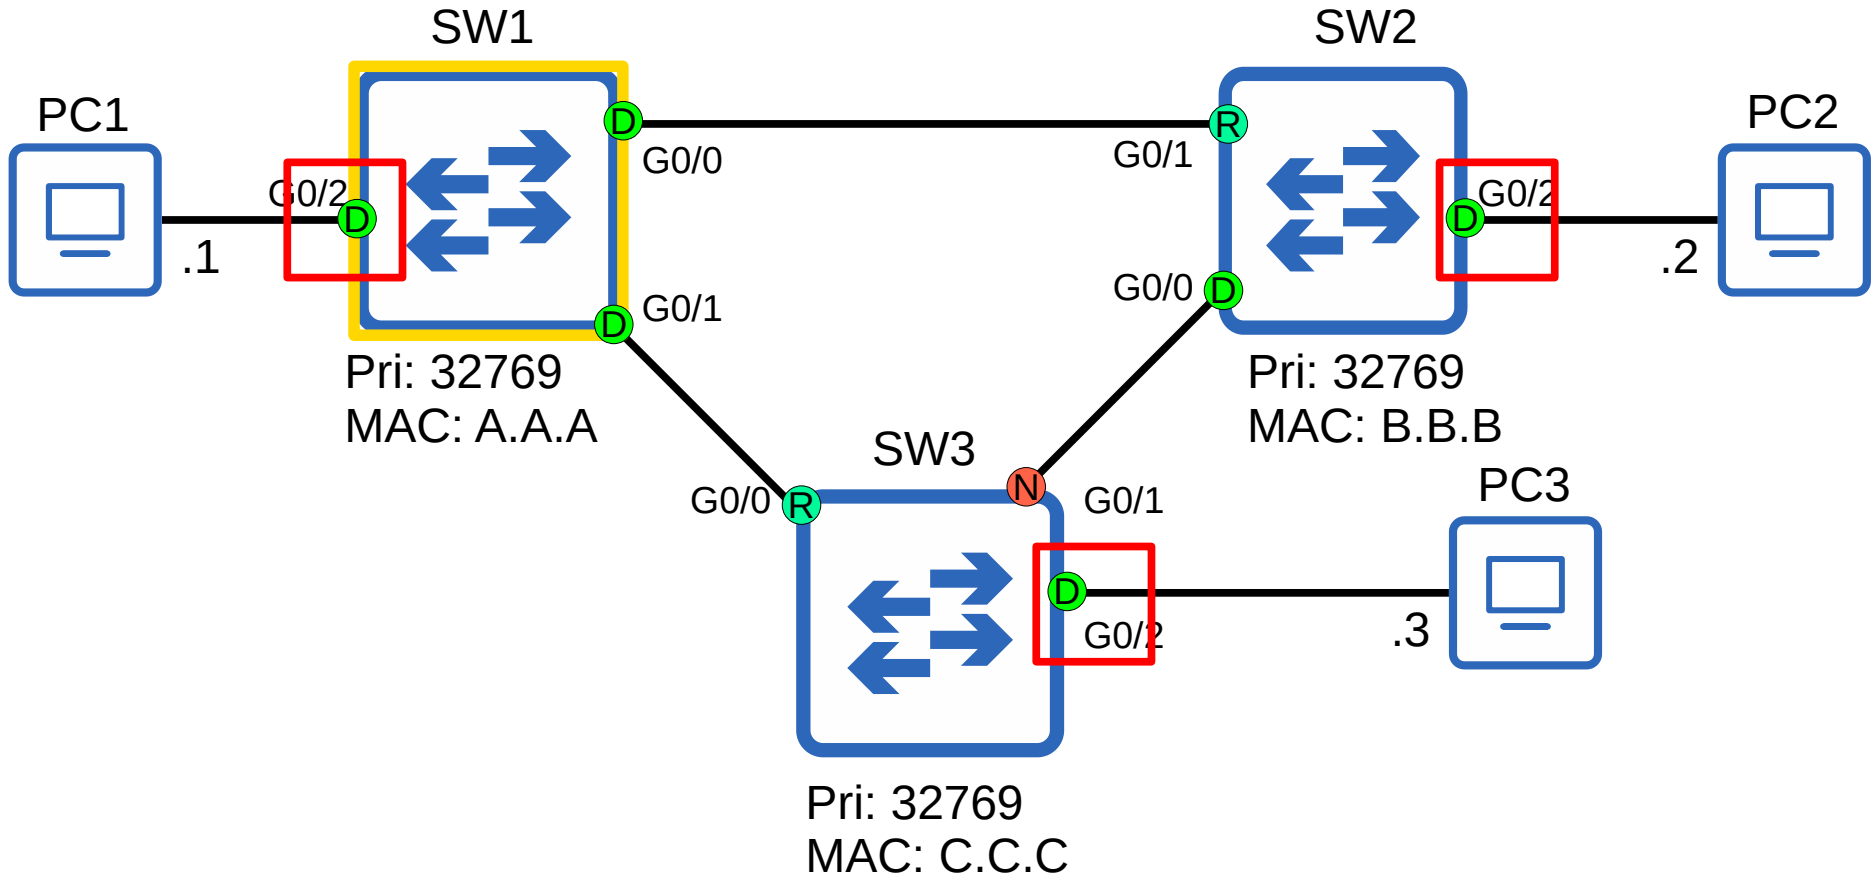 SW1
SW2
PC1
PC2
D
R
G0/0
G0/1
G0/2
D
D
G0/2
.1
.2
G0/0
D
G0/1
D
Pri: 32769
MAC: A.A.A
Pri: 32769
MAC: B.B.B
SW3
PC3
G0/0
R
N
G0/1
D
G0/2
.3
Pri: 32769
MAC: C.C.C